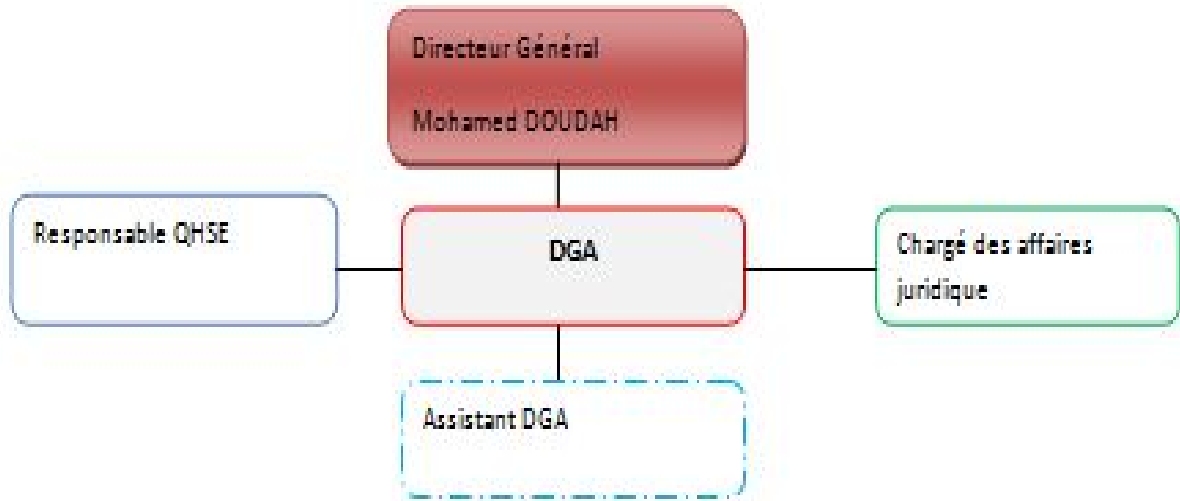 Directeur Général
Mohamed DOUDAH
Responsable QHSE
DGA
Chargé des affaires
juridique
Assistant DGA